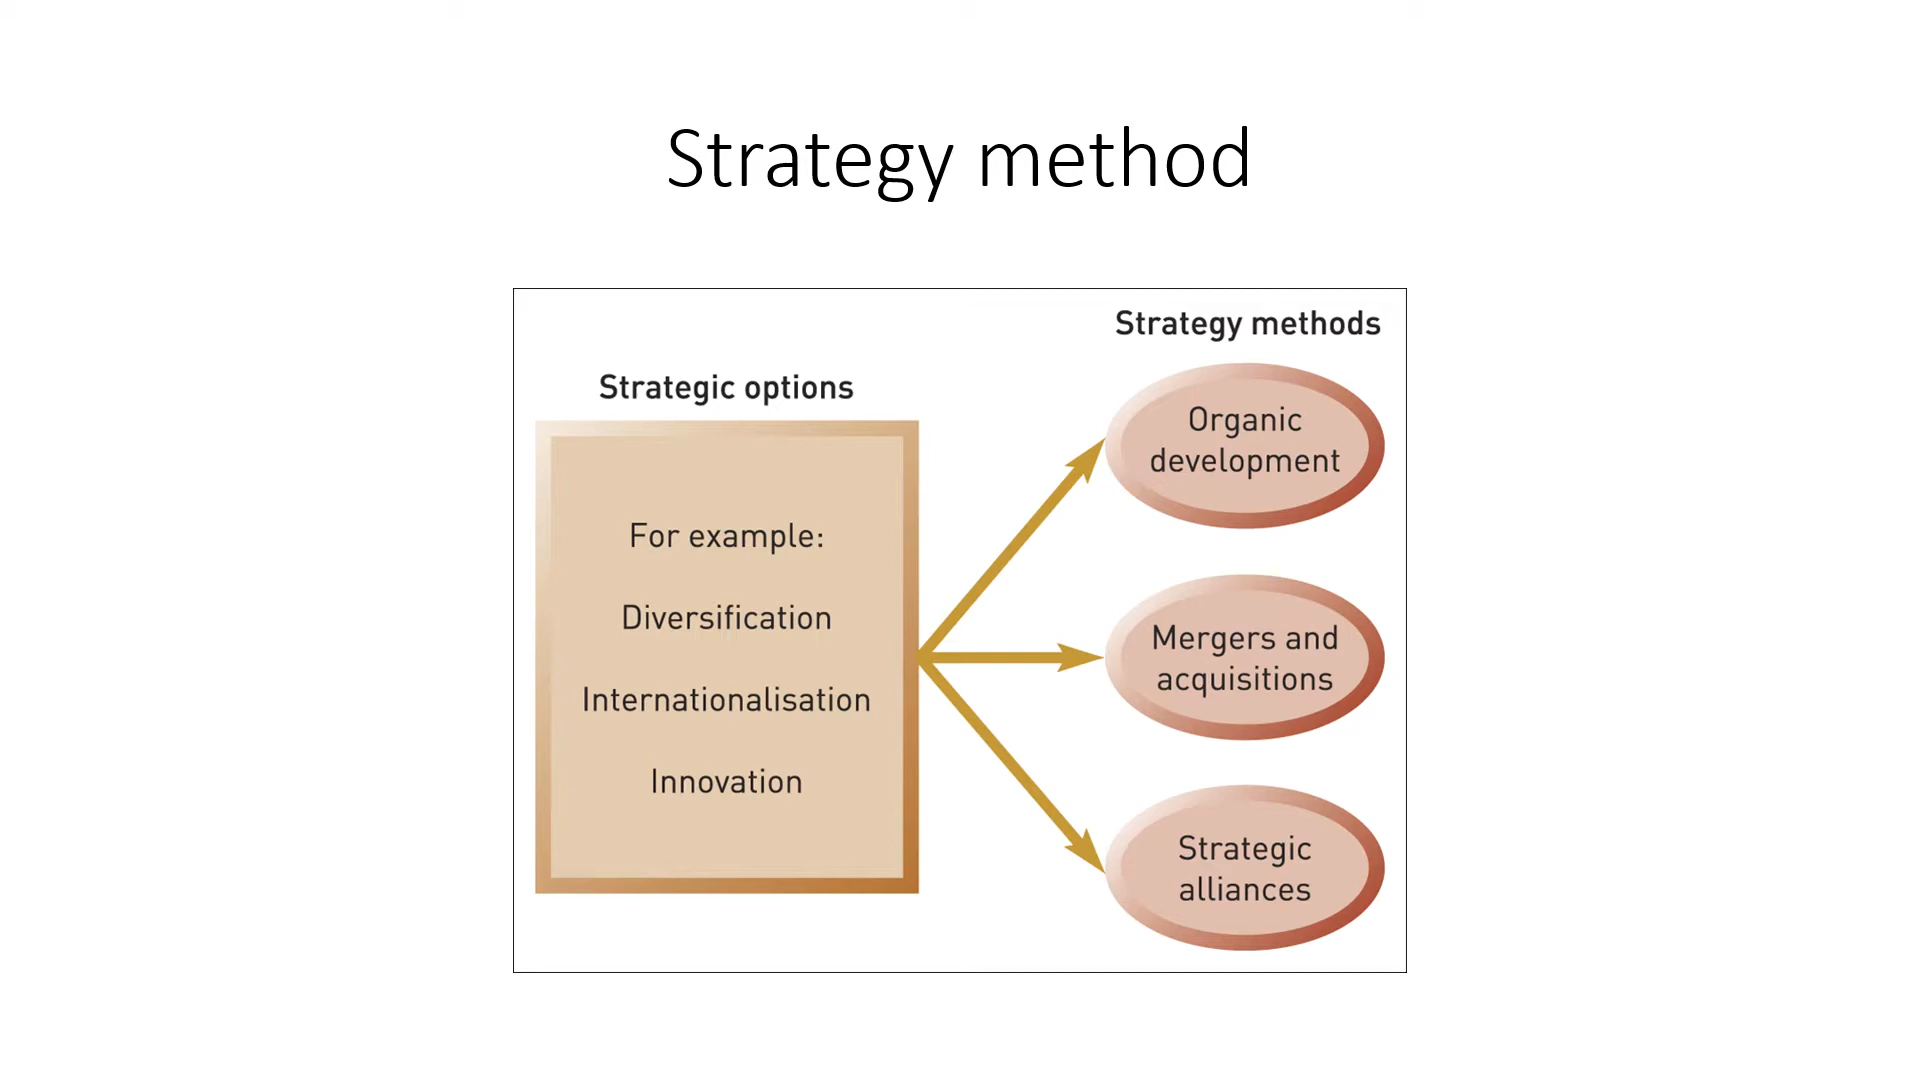 Strategy method
Strategic options
For example:
Diversification
Internationalisation
Innovation
Strategy methods
Organic
development
Mergers and
acquisitions
Strategic
alliances